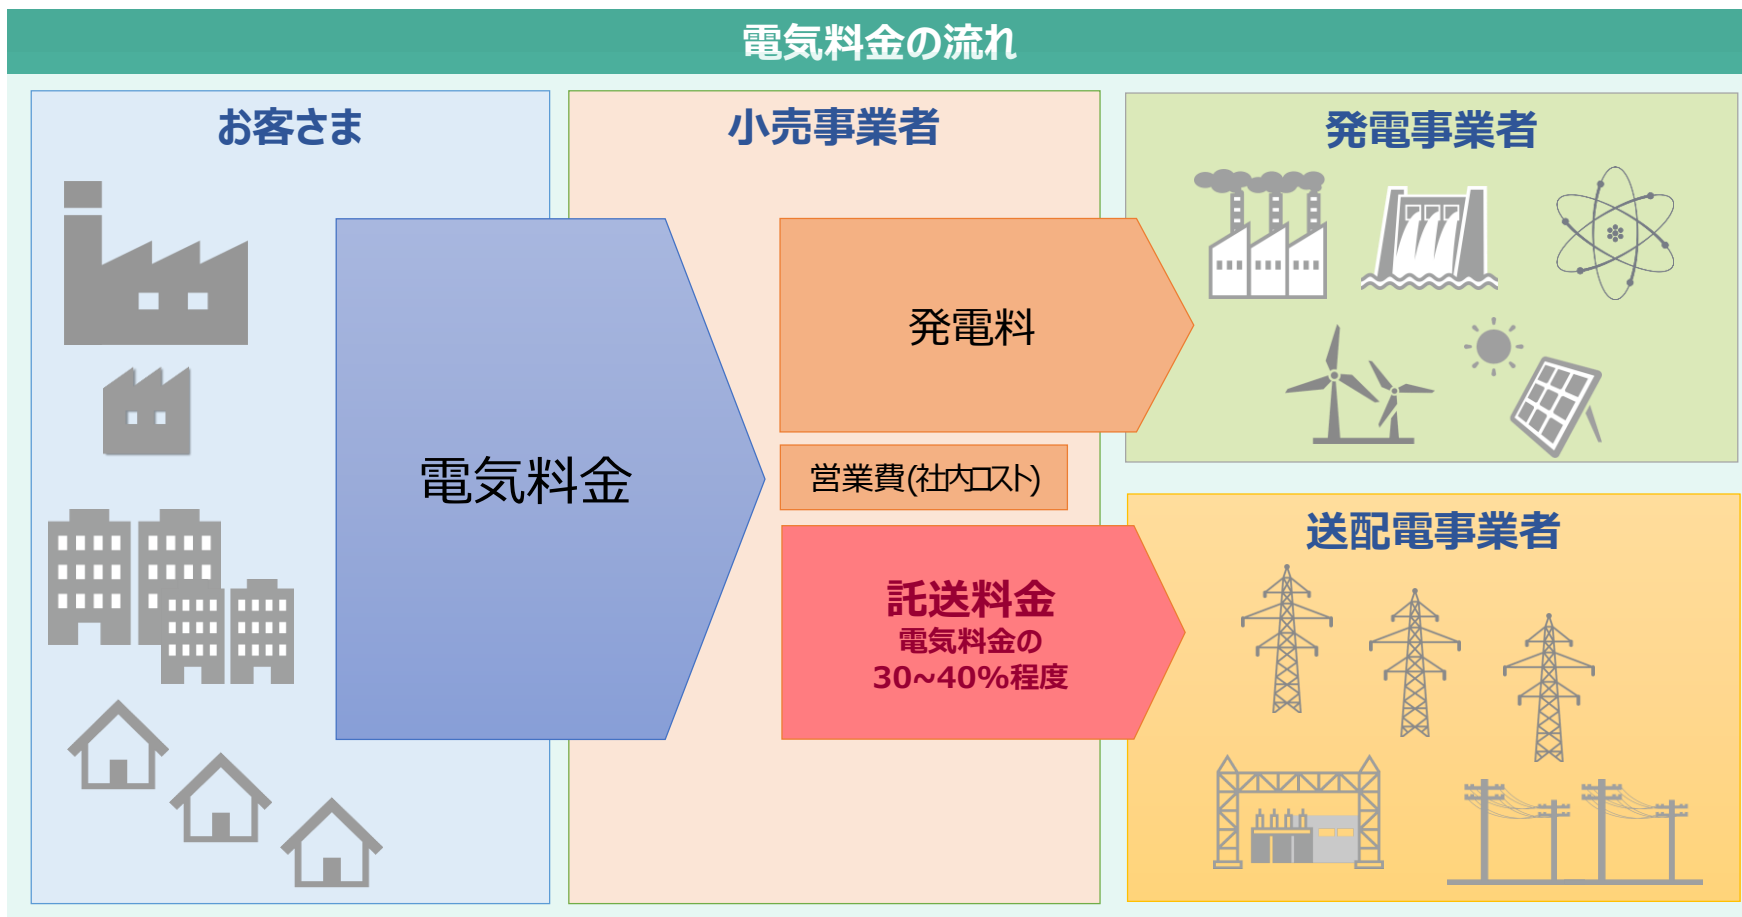 電気料金の流れ
お客さま
小売事業者
発電事業者
電気料金
発電料
営業費(社内コスト)
託送料金
電気料金の
30~40%程度
送配電事業者